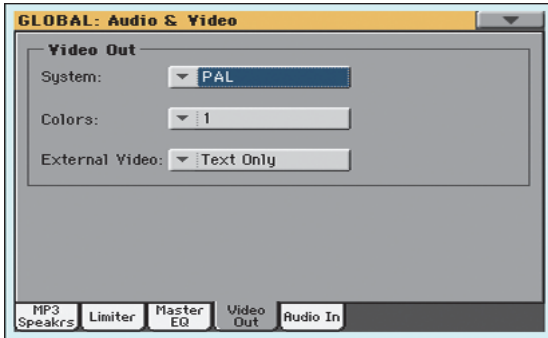 GLOBAL: Audio & Video
Video Out
System: PAL
Colors: 1
External Video: Text Only
MP3 Speakrs Limiter Master EQ Video Out Audio In